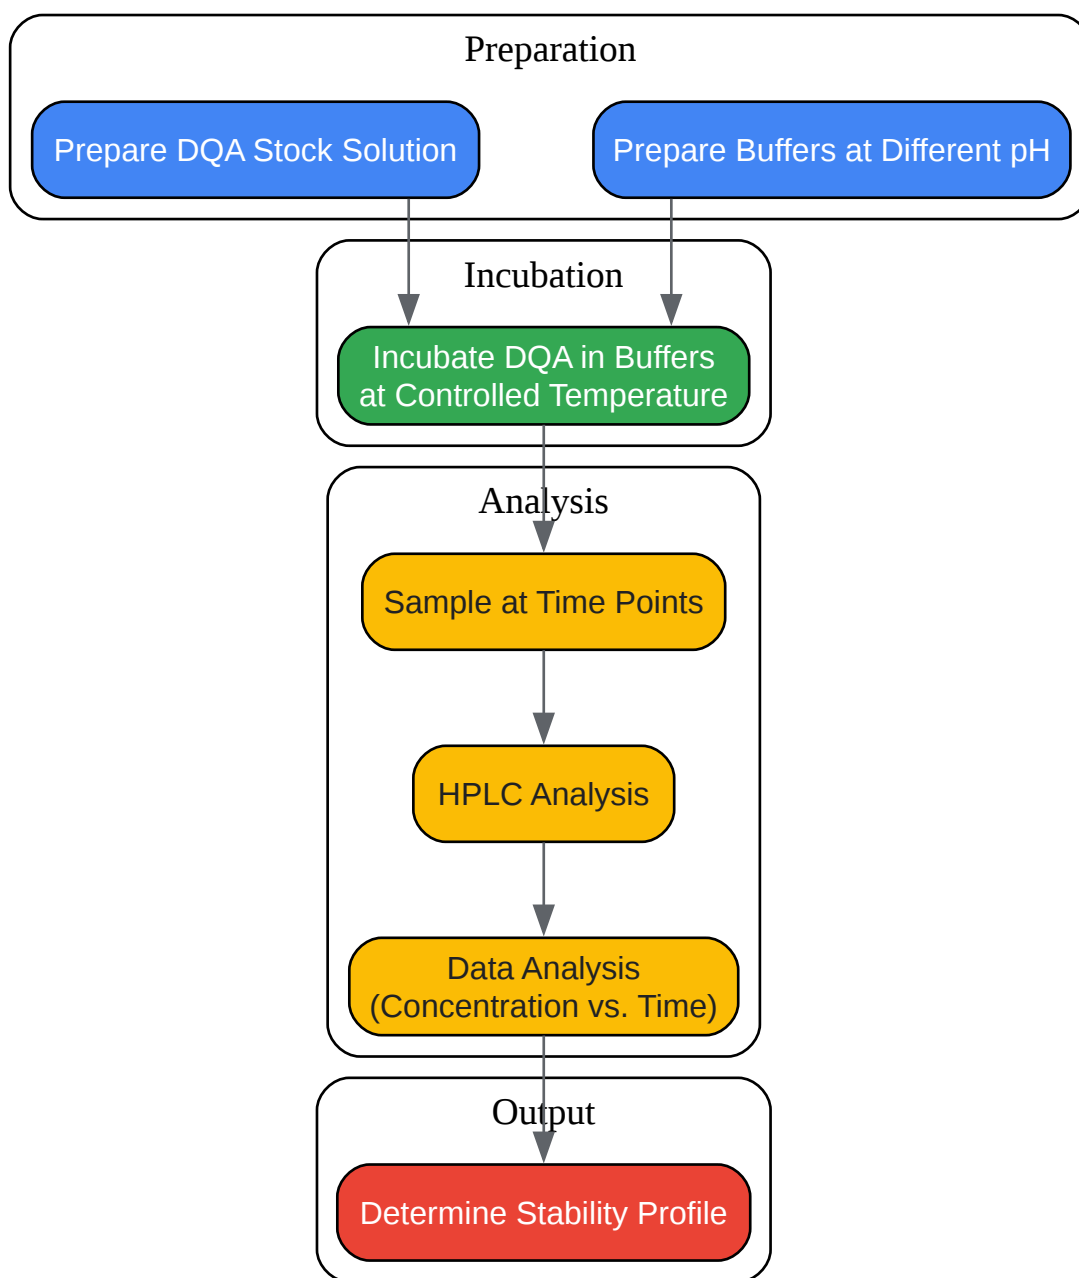 Preparation
Prepare DQA Stock Solution
Prepare Buffers at Different pH
Incubation
Incubate DQA in Buffers
at Controlled Temperature
Analysis
Sample at Time Points
HPLC Analysis
Data Analysis
(Concentration vs. Time)
Output
Determine Stability Profile